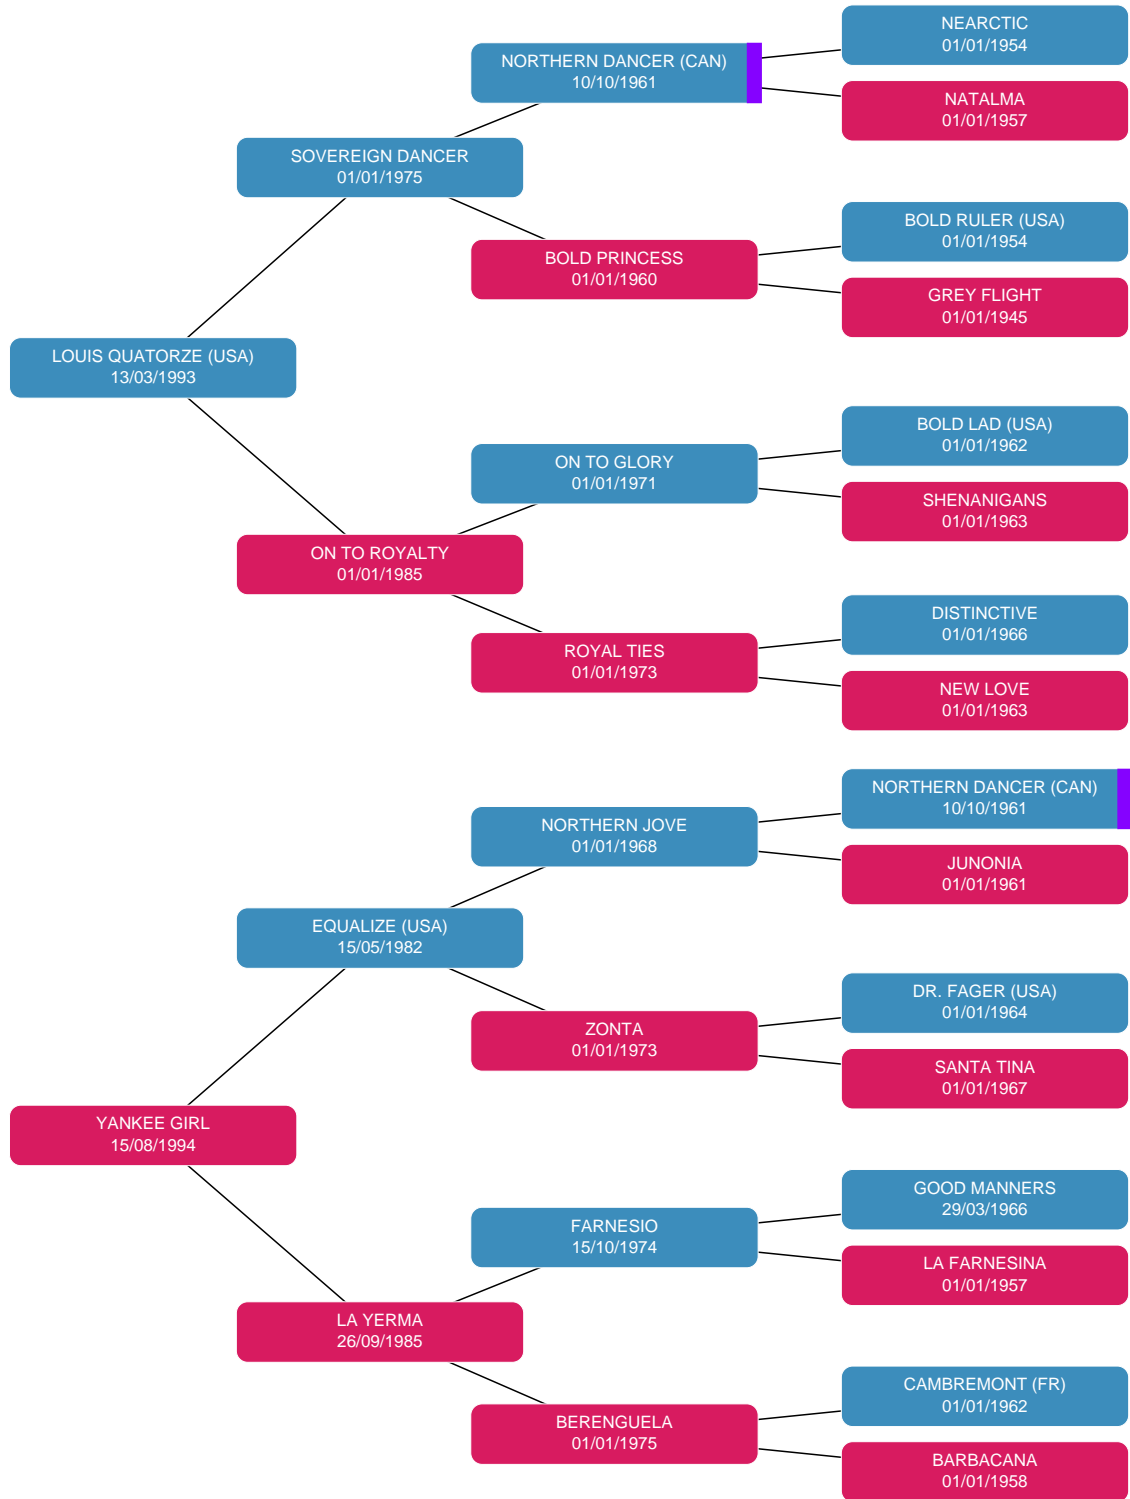 NEARCTIC
01/01/1954
NORTHERN DANCER (CAN)
10/10/1961
NATALMA
01/01/1957
SOVEREIGN DANCER
01/01/1975
BOLD RULER (USA)
01/01/1954
BOLD PRINCESS
01/01/1960
GREY FLIGHT
01/01/1945
LOUIS QUATORZE (USA)
13/03/1993
BOLD LAD (USA)
01/01/1962
ON TO GLORY
01/01/1971
SHENANIGANS
01/01/1963
ON TO ROYALTY
01/01/1985
DISTINCTIVE
01/01/1966
ROYAL TIES
01/01/1973
NEW LOVE
01/01/1963
NORTHERN DANCER (CAN)
10/10/1961
NORTHERN JOVE
01/01/1968
JUNONIA
01/01/1961
EQUALIZE (USA)
15/05/1982
DR. FAGER (USA)
01/01/1964
ZONTA
01/01/1973
SANTA TINA
01/01/1967
YANKEE GIRL
15/08/1994
GOOD MANNERS
29/03/1966
FARNESIO
15/10/1974
LA FARNESINA
01/01/1957
LA YERMA
26/09/1985
CAMBREMONT (FR)
01/01/1962
BERENGUELA
01/01/1975
BARBACANA
01/01/1958